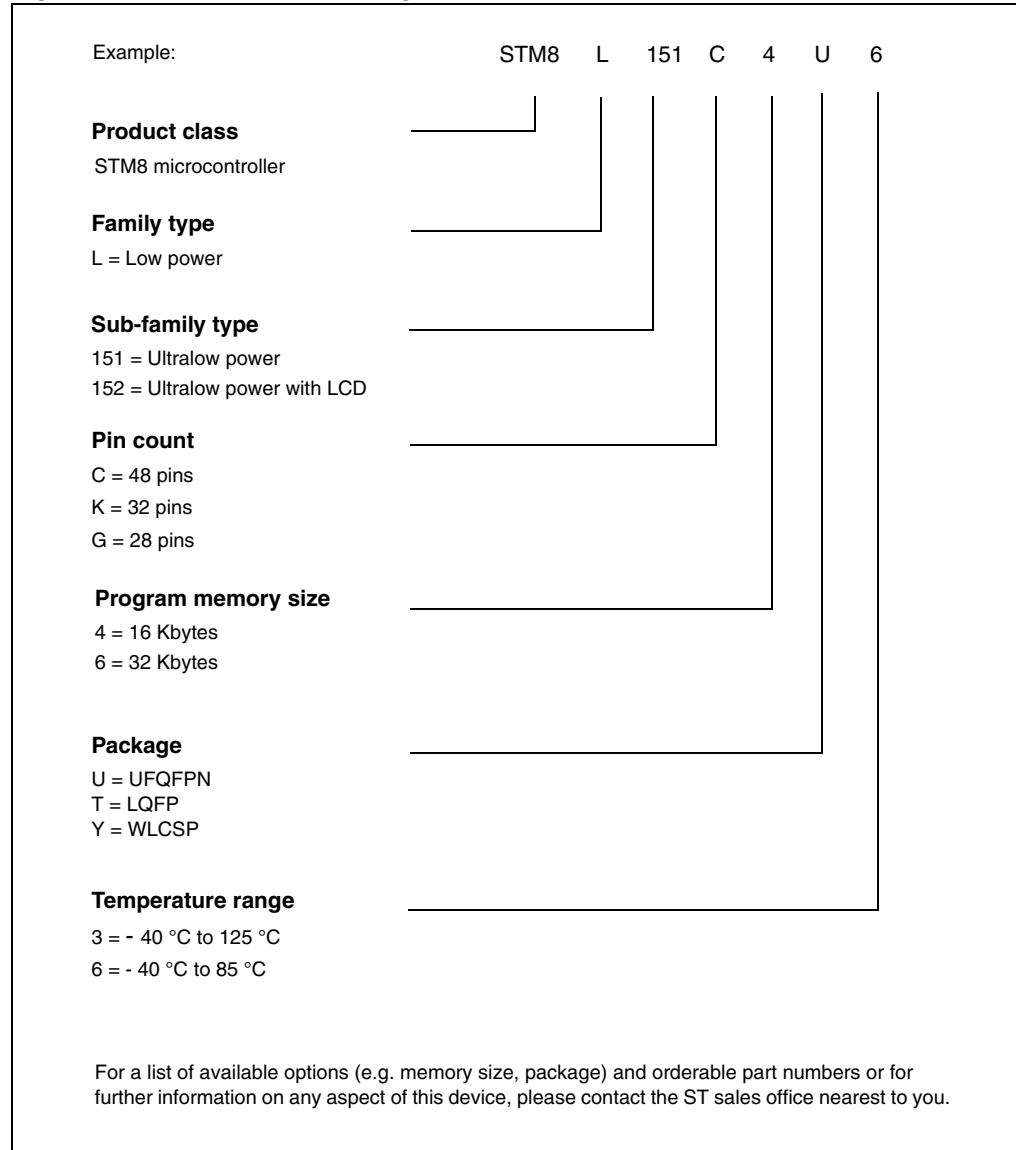 Example: STM8 L 151 C 4 U 6
Product class
STM8 microcontroller
Family type
L = Low power
Sub-family type
151 = Ultralow power
152 = Ultralow power with LCD
Pin count
C = 48 pins
K = 32 pins
G = 28 pins
Program memory size
4 = 16 Kbytes
6 = 32 Kbytes
Package
U = UFQFPN
T = LQFP
Y = WLCSP
Temperature range
3 = - 40 °C to 125 °C
6 = - 40 °C to 85 °C
For a list of available options (e.g. memory size, package) and orderable part numbers or for
further information on any aspect of this device, please contact the ST sales office nearest to you.